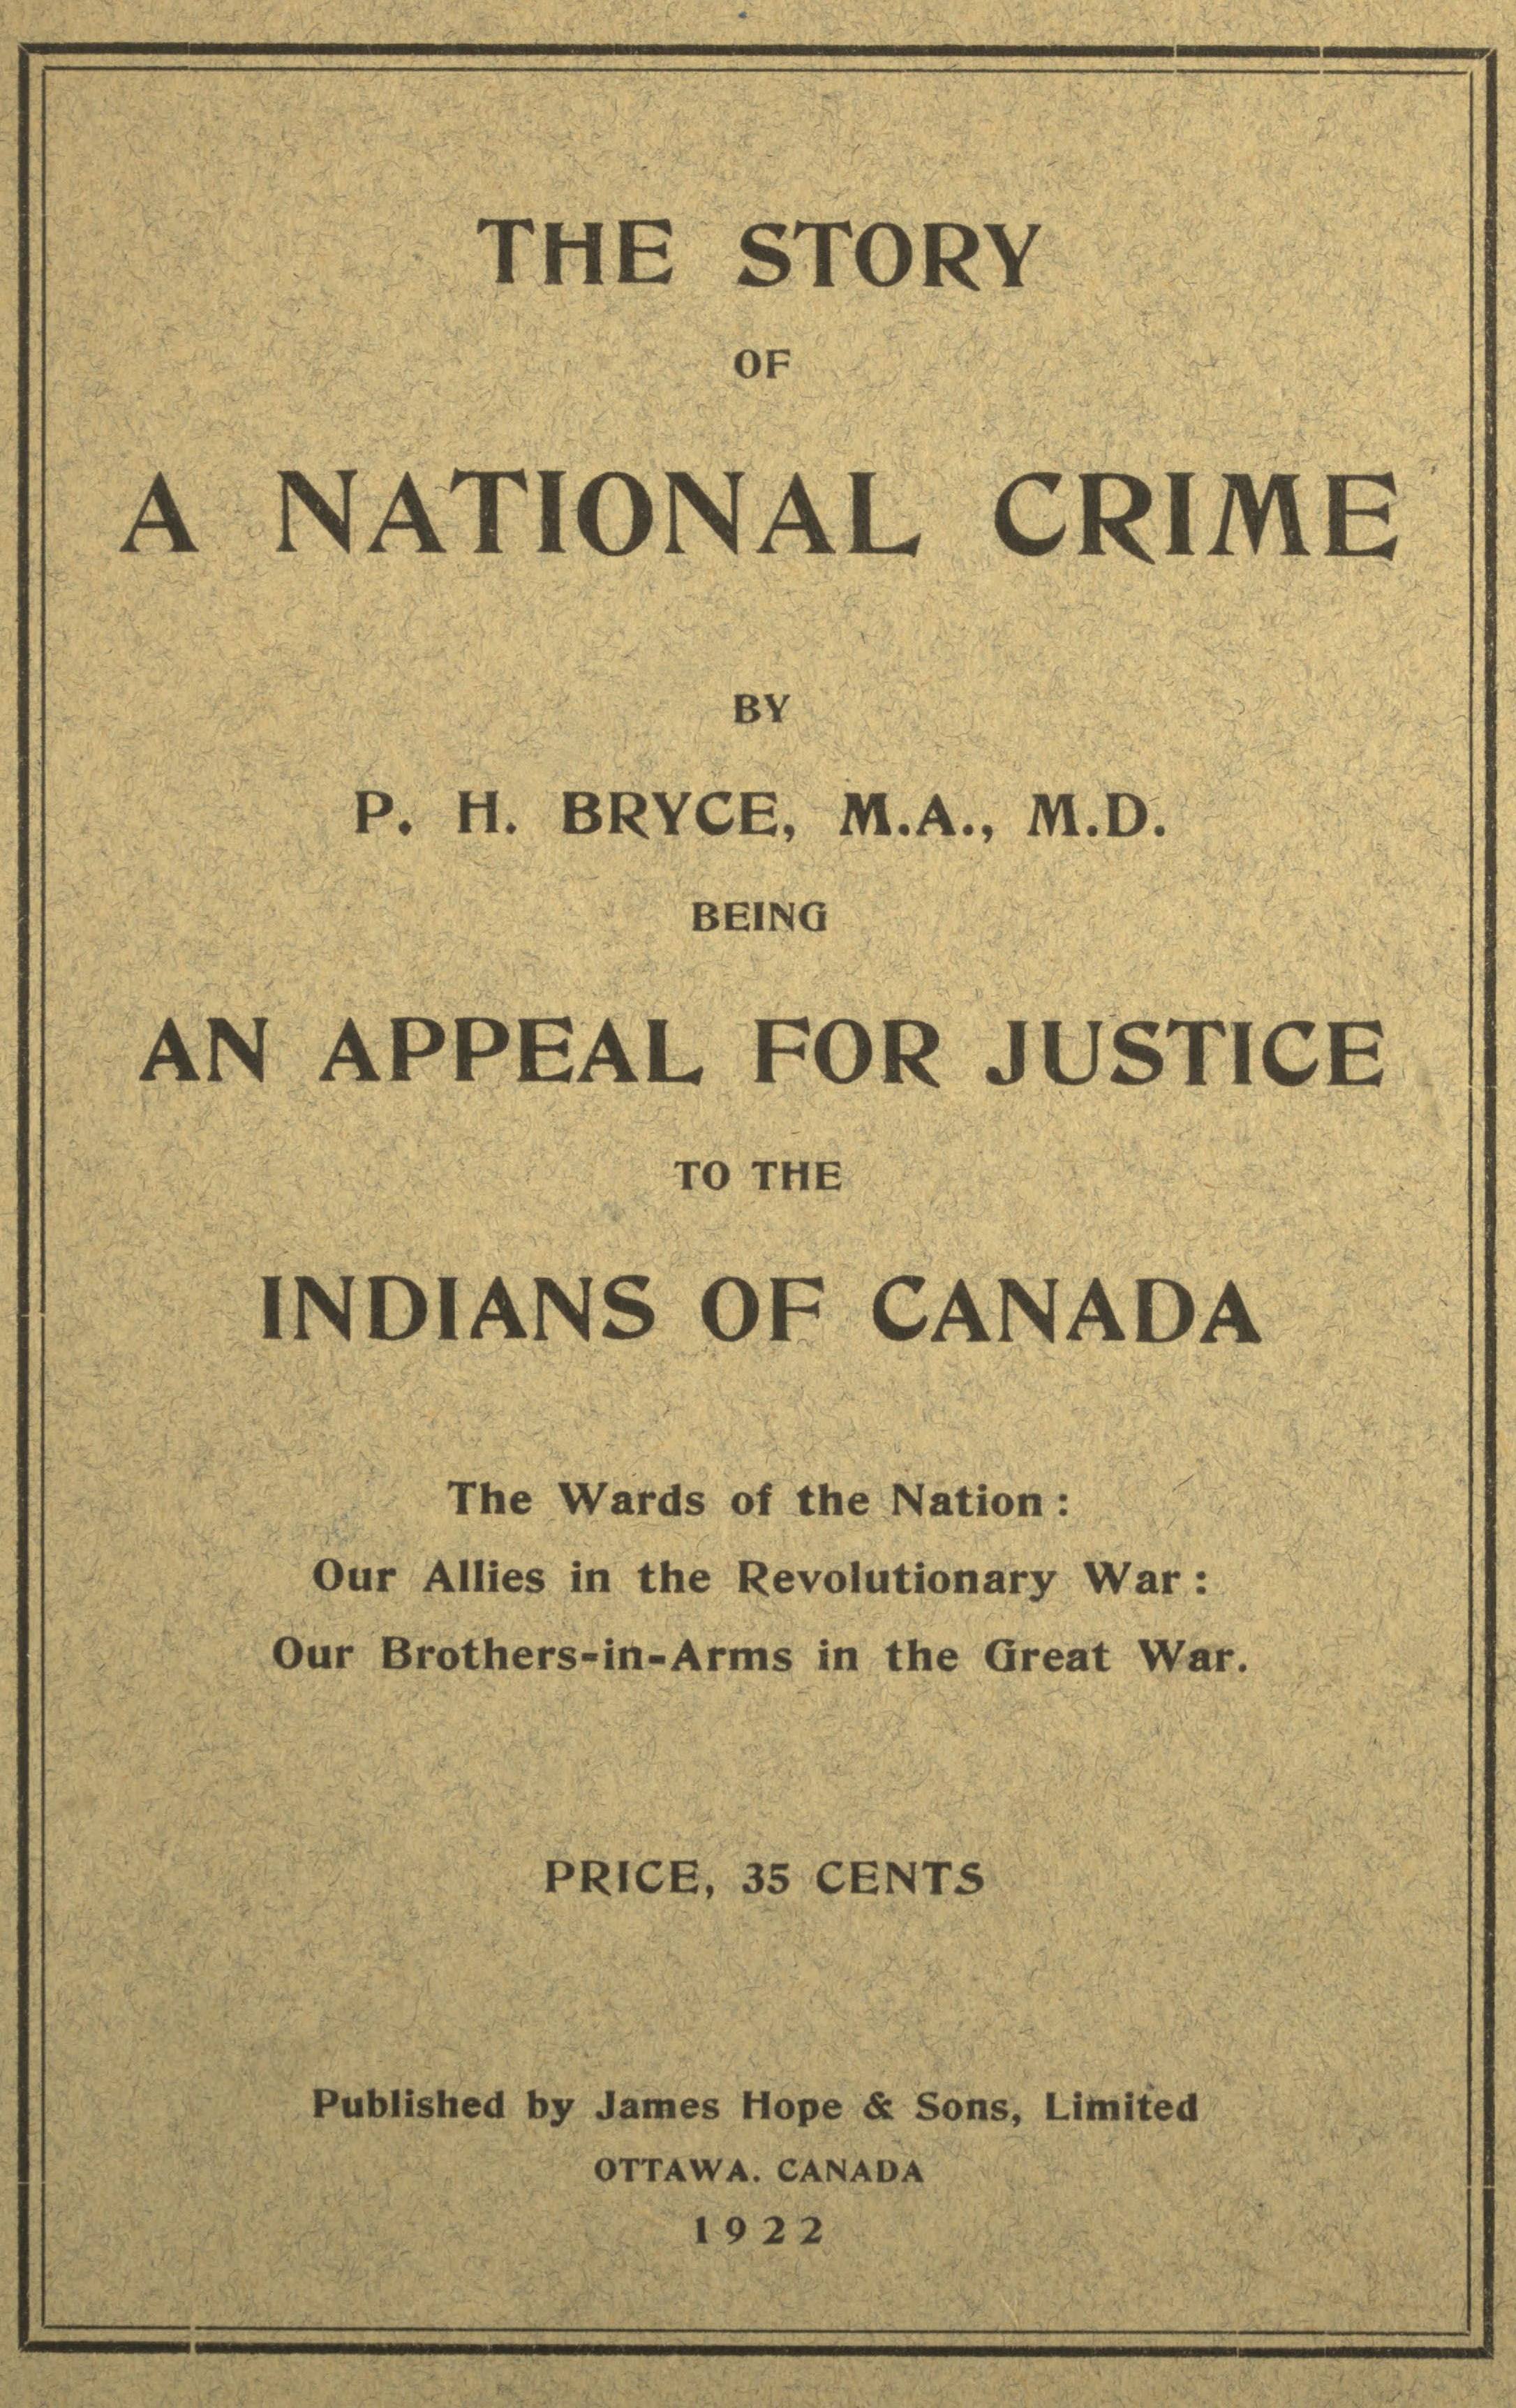 THE STORY
OF
A NATIONAL CRIME
BY
P. H. BRYCE, M.A., M.D.
BEING
AN APPEAL FOR JUSTICE
TO THE
INDIANS OF CANADA
The Wards of the Nation :
Our Allies in the Revolutionary War :
Our Brothers-in-Arms in the Great War.
PRICE, 35 CENTS
Published by James Hope & Sons, Limited
OTTAWA. CANADA
1922